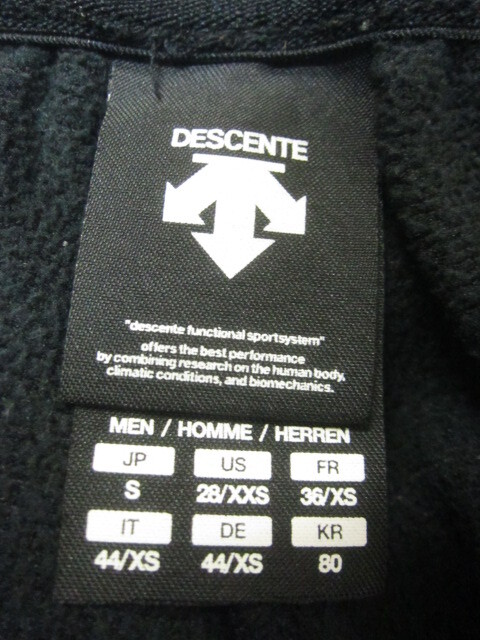 DESCENTE
"descente functional sportsystem"
offers the best performance
by combining research on the human body,
climatic conditions, and biomechanics.
MEN / HOMME / HERREN
JP US FR
S 28/XXS 36/XS
IT DE KR
44/XS 44/XS 80